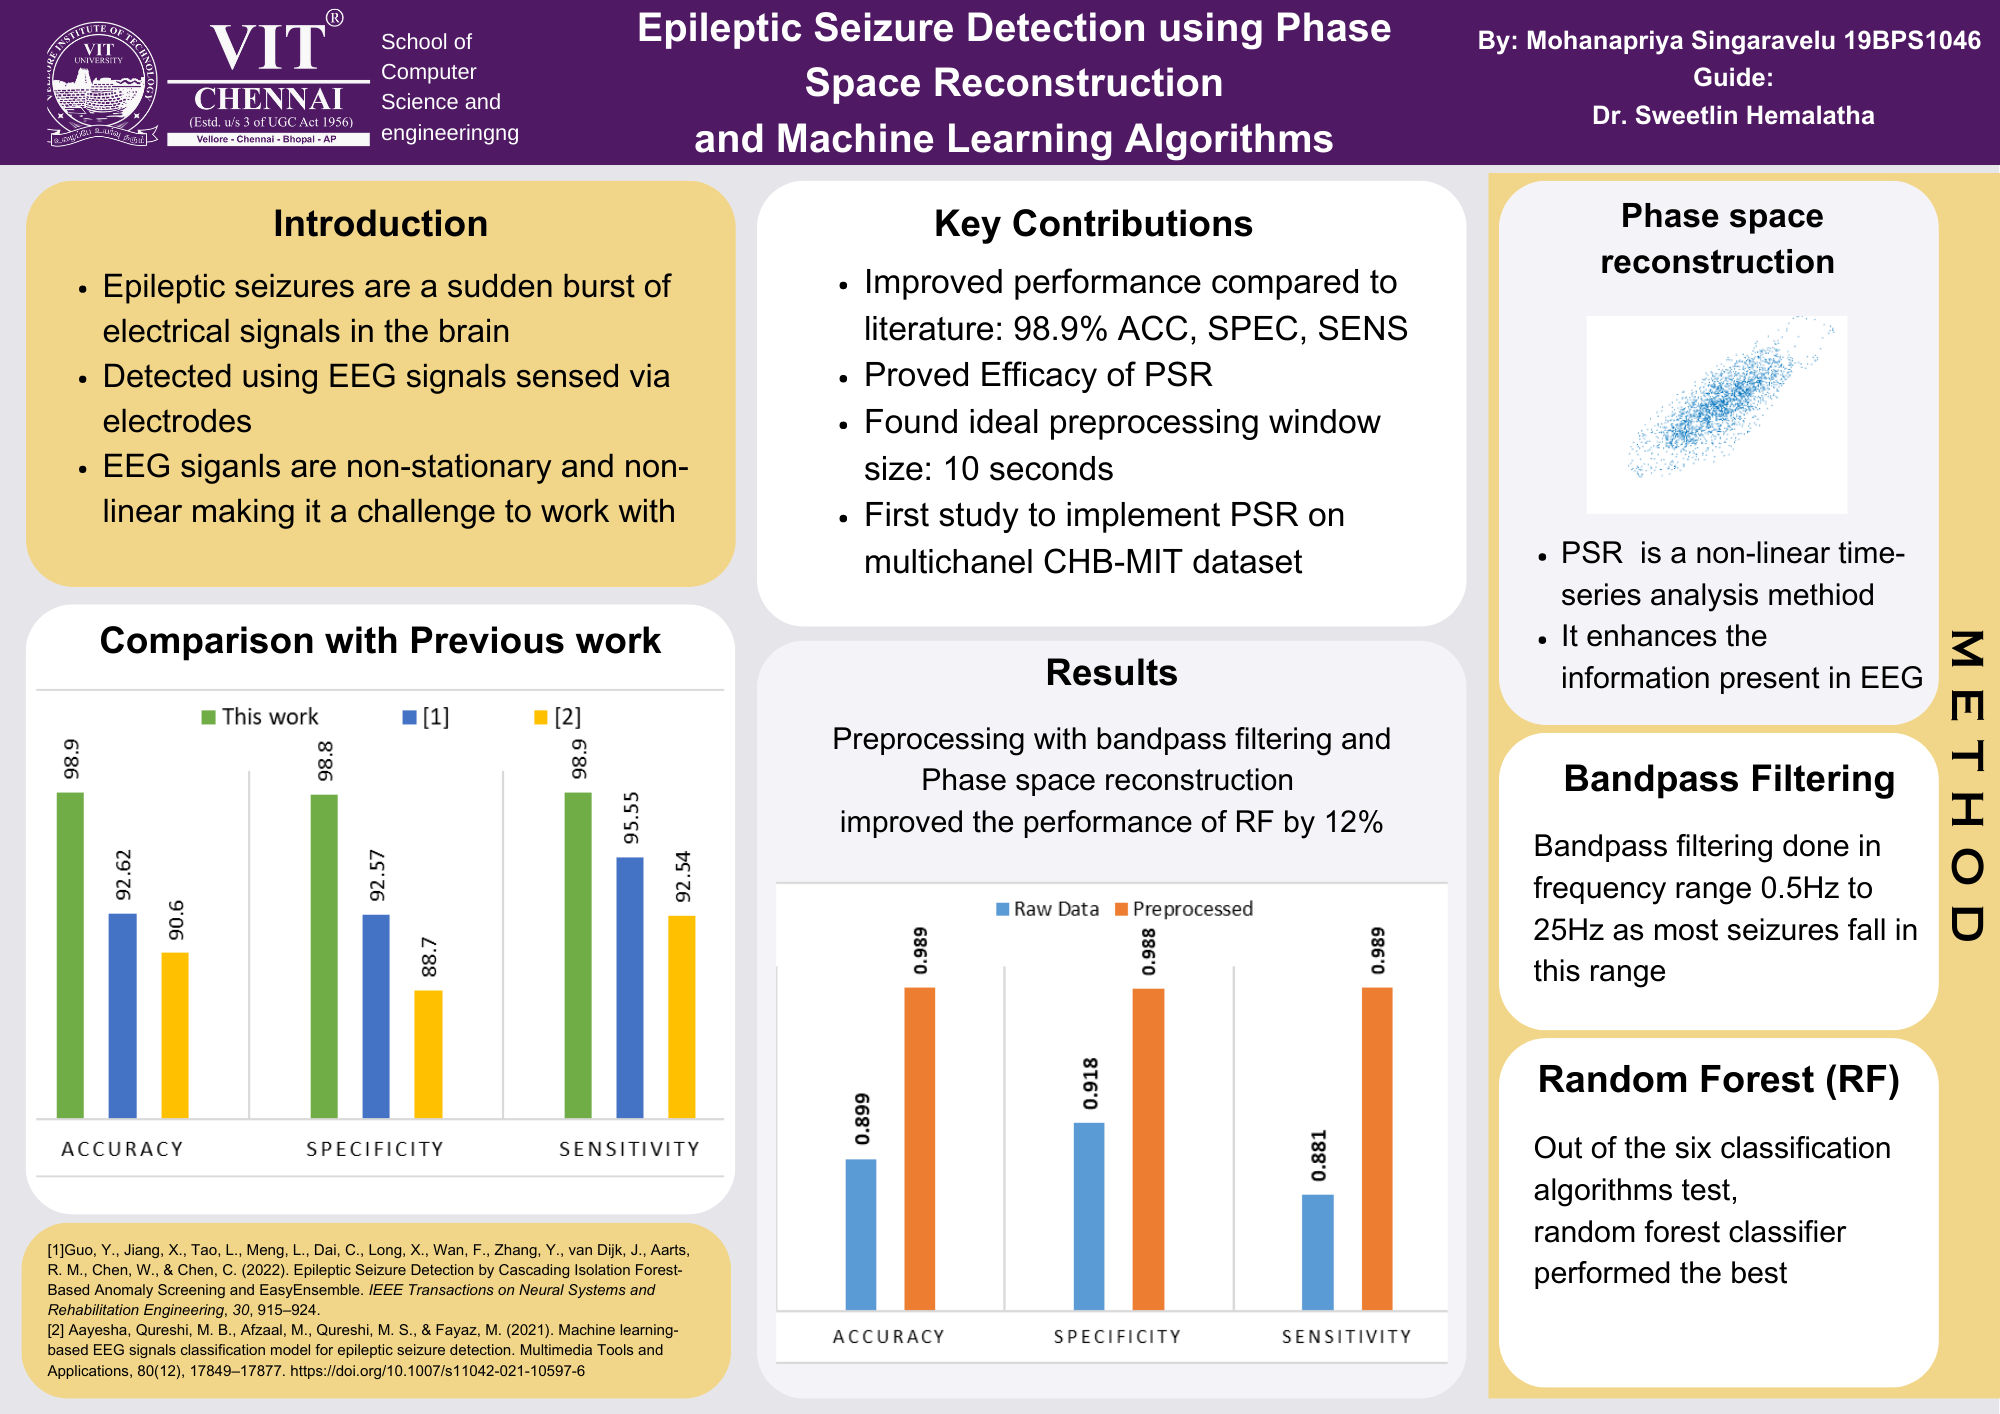 VIT
UNIVERSITY
VIT®
CHENNAI
(Estd. u/s 3 of UGC Act 1956)
Vellore - Chennai - Bhopal - AP
School of
Computer
Science and
engineeringng
Epileptic Seizure Detection using Phase
Space Reconstruction
and Machine Learning Algorithms
By: Mohanapriya Singaravelu 19BPS1046
Guide:
Dr. Sweetlin Hemalatha
Introduction
• Epileptic seizures are a sudden burst of
electrical signals in the brain
• Detected using EEG signals sensed via
electrodes
• EEG siganls are non-stationary and non-
linear making it a challenge to work with
Comparison with Previous work
This work [1] [2]
98.9 92.62 90.6
98.8 92.57 88.7
98.9 95.55 92.54
ACCURACY SPECIFICITY SENSITIVITY
[1]Guo, Y., Jiang, X., Tao, L., Meng, L., Dai, C., Long, X., Wan, F., Zhang, Y., van Dijk, J., Aarts,
R. M., Chen, W., & Chen, C. (2022). Epileptic Seizure Detection by Cascading Isolation Forest-
Based Anomaly Screening and EasyEnsemble. IEEE Transactions on Neural Systems and
Rehabilitation Engineering, 30, 915–924.
[2] Aayesha, Qureshi, M. B., Afzaal, M., Qureshi, M. S., & Fayaz, M. (2021). Machine learning-
based EEG signals classification model for epileptic seizure detection. Multimedia Tools and
Applications, 80(12), 17849–17877. https://doi.org/10.1007/s11042-021-10597-6
Key Contributions
• Improved performance compared to
literature: 98.9% ACC, SPEC, SENS
• Proved Efficacy of PSR
• Found ideal preprocessing window
size: 10 seconds
• First study to implement PSR on
multichanel CHB-MIT dataset
Results
Preprocessing with bandpass filtering and
Phase space reconstruction
improved the performance of RF by 12%
Raw Data Preprocessed
0.899 0.989
0.918 0.988
0.881 0.989
ACCURACY SPECIFICITY SENSITIVITY
Phase space
reconstruction
• PSR is a non-linear time-
series analysis methiod
• It enhances the
information present in EEG
Bandpass Filtering
Bandpass filtering done in
frequency range 0.5Hz to
25Hz as most seizures fall in
this range
Random Forest (RF)
Out of the six classification
algorithms test,
random forest classifier
performed the best
METHOD